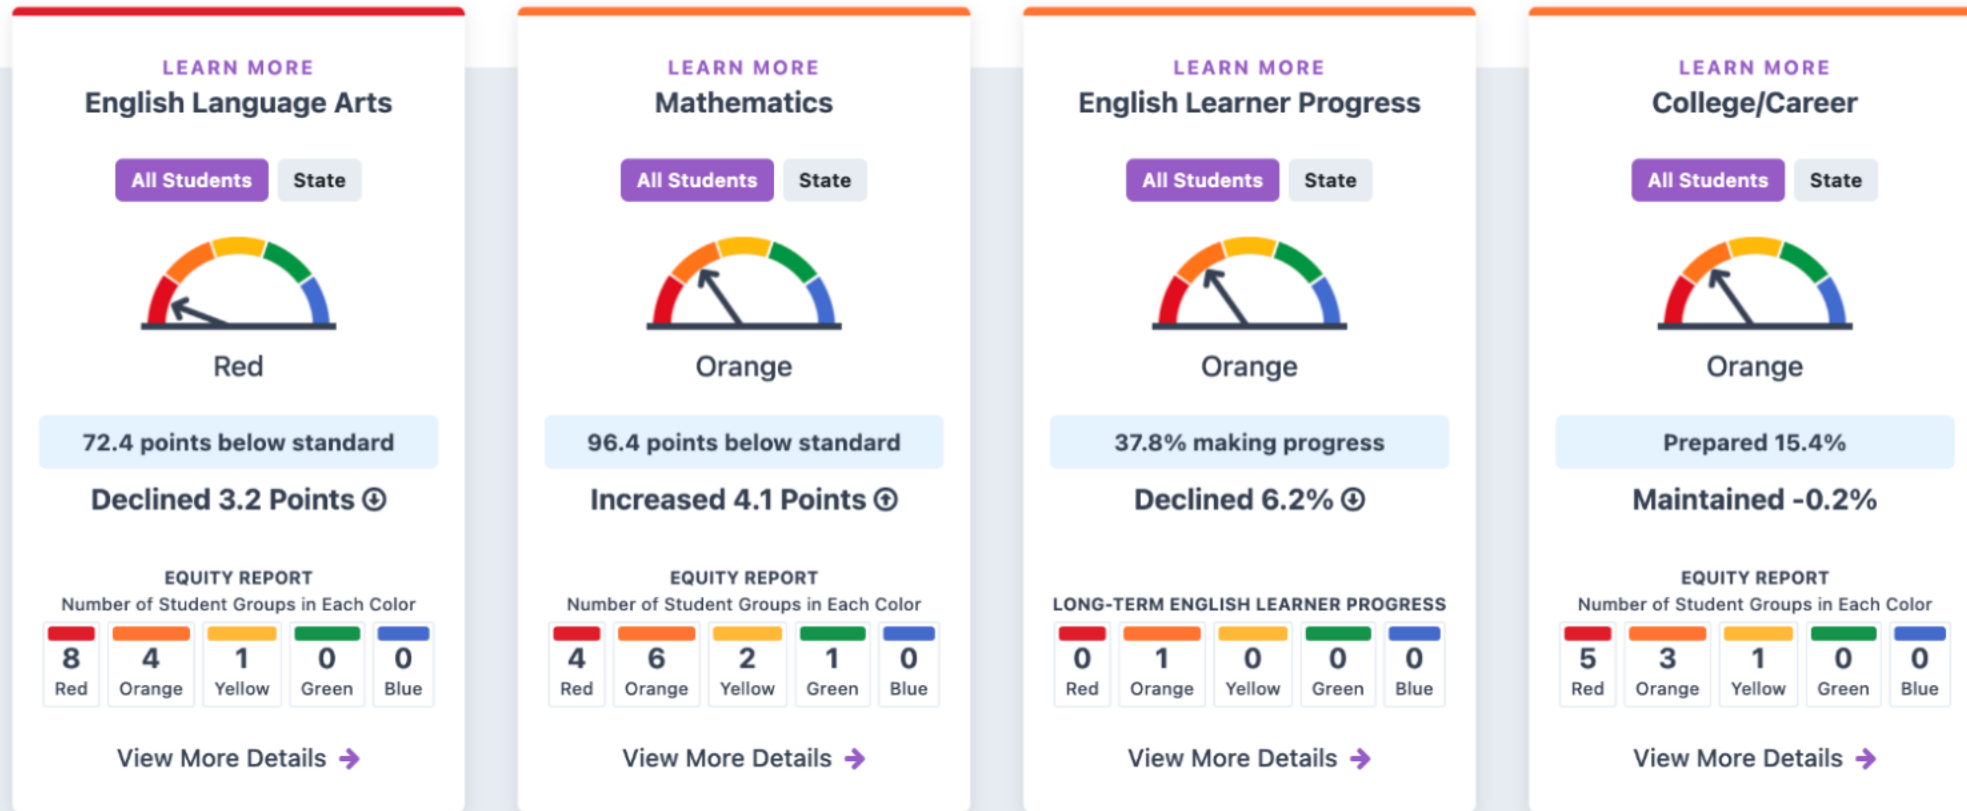 LEARN MORE
English Language Arts
All Students State
Red
72.4 points below standard
Declined 3.2 Points
EQUITY REPORT
Number of Student Groups in Each Color
8 4 1 0 0
Red Orange Yellow Green Blue
View More Details
LEARN MORE
Mathematics
All Students State
Orange
96.4 points below standard
Increased 4.1 Points
EQUITY REPORT
Number of Student Groups in Each Color
4 6 2 1 0
Red Orange Yellow Green Blue
View More Details
LEARN MORE
English Learner Progress
All Students State
Orange
37.8% making progress
Declined 6.2%
LONG-TERM ENGLISH LEARNER PROGRESS
0 1 0 0 0
Red Orange Yellow Green Blue
View More Details
LEARN MORE
College/Career
All Students State
Orange
Prepared 15.4%
Maintained -0.2%
EQUITY REPORT
Number of Student Groups in Each Color
5 3 1 0 0
Red Orange Yellow Green Blue
View More Details